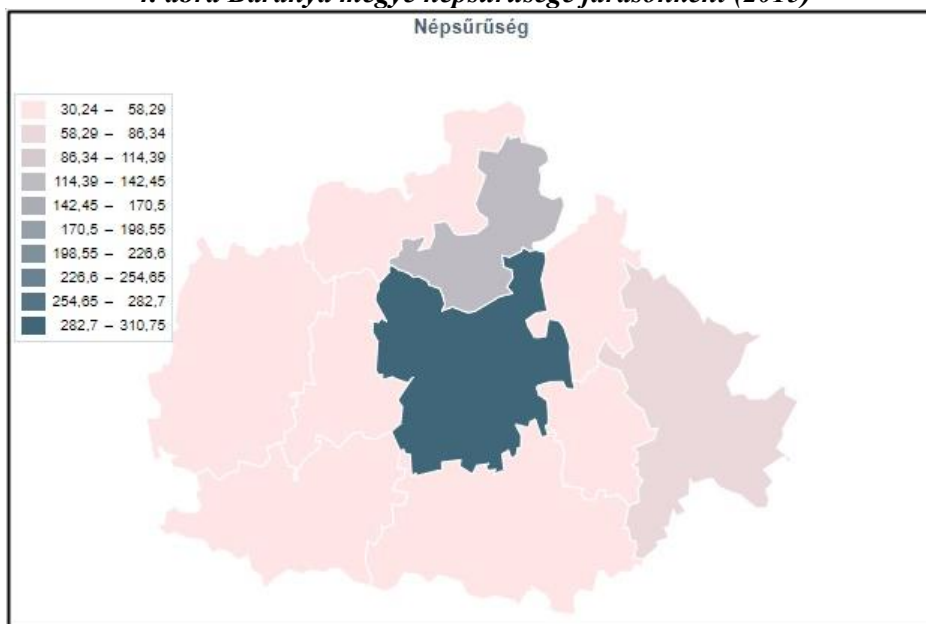 Népsűrűség
30,24 – 58,29
58,29 – 86,34
86,34 – 114,39
114,39 – 142,45
142,45 – 170,5
170,5 – 198,55
198,55 – 226,6
226,6 – 254,65
254,65 – 282,7
282,7 – 310,75